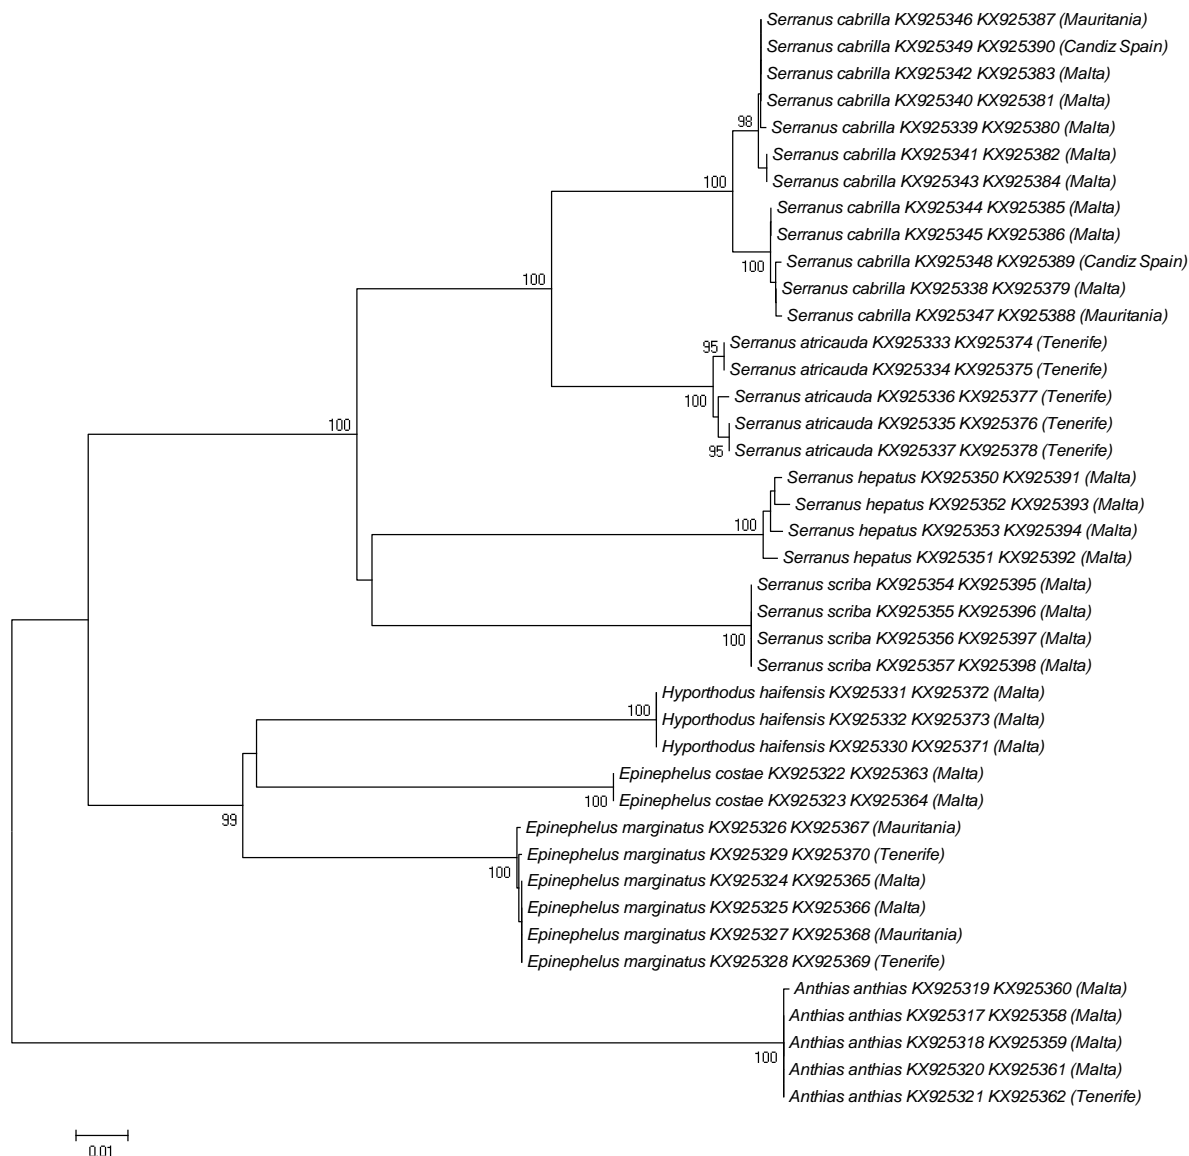 Serranus cabrilla KX925346 KX925387 (Mauritania)
Serranus cabrilla KX925349 KX925390 (Candiz Spain)
Serranus cabrilla KX925342 KX925383 (Malta)
Serranus cabrilla KX925340 KX925381 (Malta)
98
Serranus cabrilla KX925339 KX925380 (Malta)
Serranus cabrilla KX925341 KX925382 (Malta)
100
Serranus cabrilla KX925343 KX925384 (Malta)
Serranus cabrilla KX925344 KX925385 (Malta)
Serranus cabrilla KX925345 KX925386 (Malta)
100
Serranus cabrilla KX925348 KX925389 (Candiz Spain)
100
Serranus cabrilla KX925338 KX925379 (Malta)
Serranus cabrilla KX925347 KX925388 (Mauritania)
95
Serranus atricauda KX925333 KX925374 (Tenerife)
Serranus atricauda KX925334 KX925375 (Tenerife)
100
Serranus atricauda KX925336 KX925377 (Tenerife)
100
Serranus atricauda KX925335 KX925376 (Tenerife)
95
Serranus atricauda KX925337 KX925378 (Tenerife)
Serranus hepatus KX925350 KX925391 (Malta)
Serranus hepatus KX925352 KX925393 (Malta)
100
Serranus hepatus KX925353 KX925394 (Malta)
Serranus hepatus KX925351 KX925392 (Malta)
Serranus scriba KX925354 KX925395 (Malta)
Serranus scriba KX925355 KX925396 (Malta)
100
Serranus scriba KX925356 KX925397 (Malta)
Serranus scriba KX925357 KX925398 (Malta)
Hyporthodus haifensis KX925331 KX925372 (Malta)
100
Hyporthodus haifensis KX925332 KX925373 (Malta)
Hyporthodus haifensis KX925330 KX925371 (Malta)
Epinephelus costae KX925322 KX925363 (Malta)
100
Epinephelus costae KX925323 KX925364 (Malta)
99
Epinephelus marginatus KX925326 KX925367 (Mauritania)
Epinephelus marginatus KX925329 KX925370 (Tenerife)
100
Epinephelus marginatus KX925324 KX925365 (Malta)
Epinephelus marginatus KX925325 KX925366 (Malta)
Epinephelus marginatus KX925327 KX925368 (Mauritania)
Epinephelus marginatus KX925328 KX925369 (Tenerife)
Anthias anthias KX925319 KX925360 (Malta)
Anthias anthias KX925317 KX925358 (Malta)
Anthias anthias KX925318 KX925359 (Malta)
100
Anthias anthias KX925320 KX925361 (Malta)
Anthias anthias KX925321 KX925362 (Tenerife)
0.01